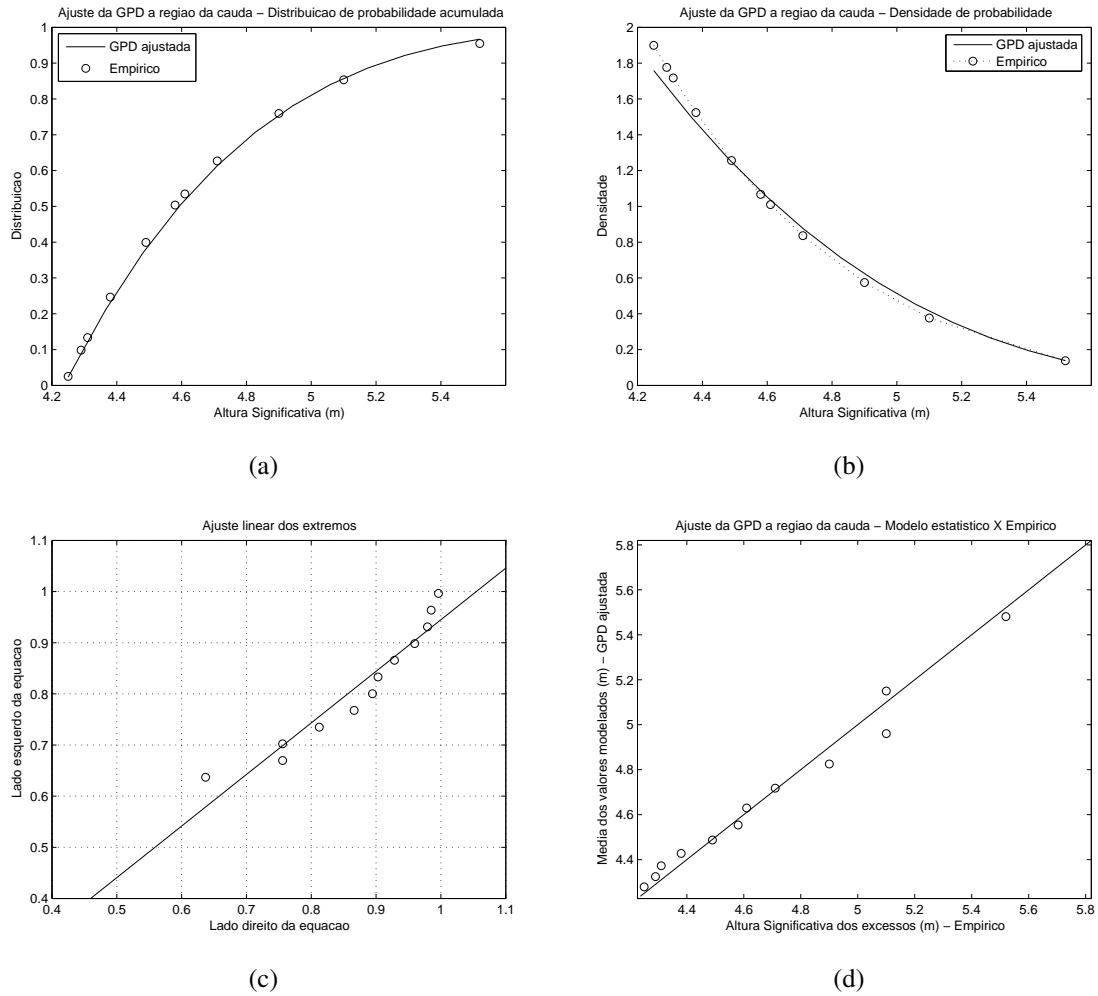 Ajuste da GPD a regiao da cauda − Distribuicao de probabilidade acumulada
1
0.9
0.8
0.7
0.6
0.5
0.4
0.3
0.2
0.1
0
Distribuicao
GPD ajustada
Empirico
4.2 4.4 4.6 4.8 5 5.2 5.4
Altura Significativa (m)
(a)
Ajuste da GPD a regiao da cauda − Densidade de probabilidade
2
1.8
1.6
1.4
1.2
1
0.8
0.6
0.4
0.2
0
Densidade
GPD ajustada
Empirico
4.2 4.4 4.6 4.8 5 5.2 5.4
Altura Significativa (m)
(b)
Ajuste linear dos extremos
1.1
1
0.9
0.8
0.7
0.6
0.5
0.4
Lado esquerdo da equacao
0.4 0.5 0.6 0.7 0.8 0.9 1 1.1
Lado direito da equacao
(c)
Ajuste da GPD a regiao da cauda − Modelo estatistico X Empirico
5.8
5.6
5.4
5.2
5
4.8
4.6
4.4
Media dos valores modelados (m) − GPD ajustada
4.4 4.6 4.8 5 5.2 5.4 5.6 5.8
Altura Significativa dos excessos (m) − Empirico
(d)